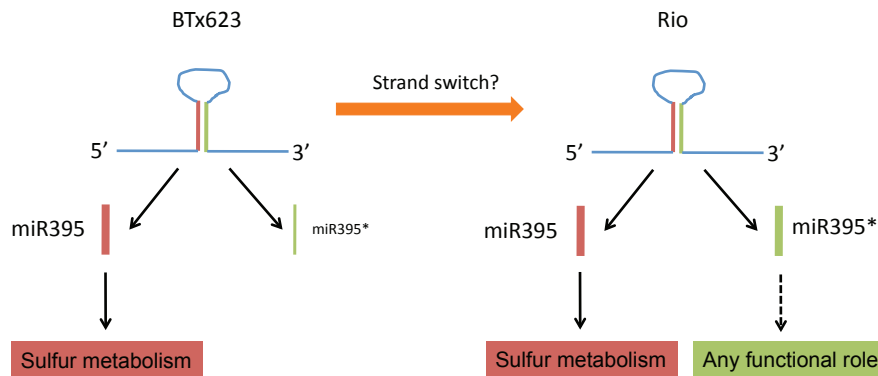 BTx623
Rio
Strand switch?
5’
3’
5’
3’
miR395
miR395*
miR395
miR395*
Sulfur metabolism
Sulfur metabolism
Any functional role